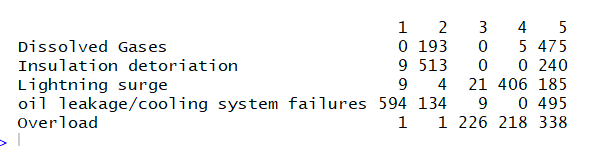 1 2 3 4 5
Dissolved Gases 0 193 0 5 475
Insulation detoriation 9 513 0 0 240
Lightning surge 9 4 21 406 185
oil leakage/cooling system failures 594 134 9 0 495
Overload 1 1 226 218 338
>